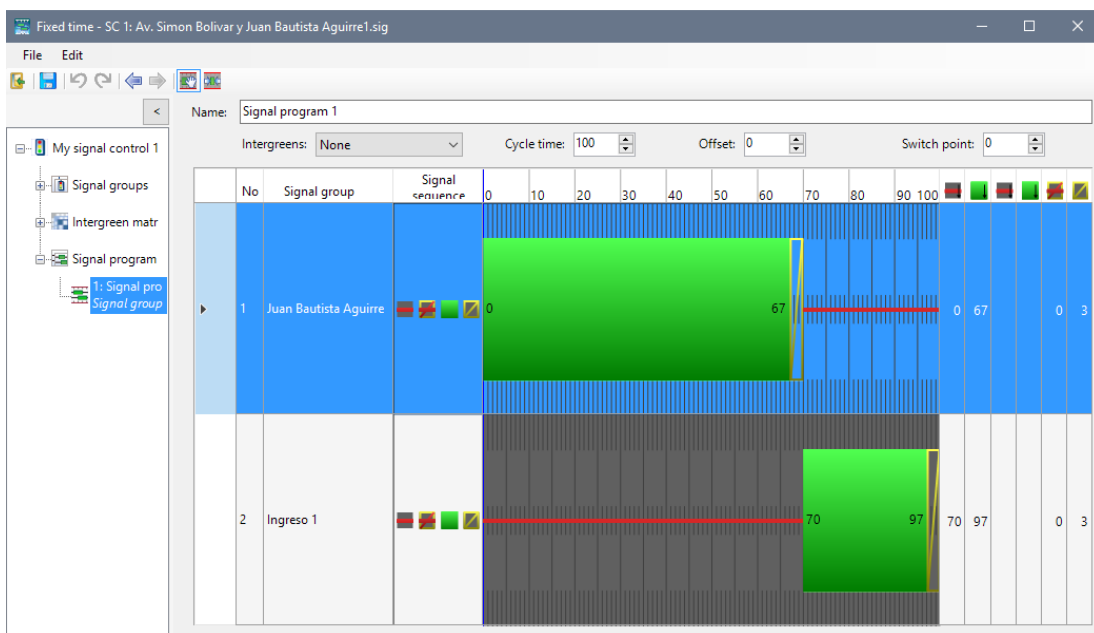 Fixed time - SC 1: Av. Simon Bolivar y Juan Bautista Aguirre1.sig
File Edit
< Name: Signal program 1
Intergreens: None Cycle time: 100 Offset: 0 Switch point: 0
My signal control 1
Signal groups
Intergreen matr
Signal program
1: Signal pro
Signal group
No Signal group Signal sequence 0 10 20 30 40 50 60 70 80 90 100
1 Juan Bautista Aguirre 0 67 0 67 0 3
2 Ingreso 1 70 97 70 97 0 3